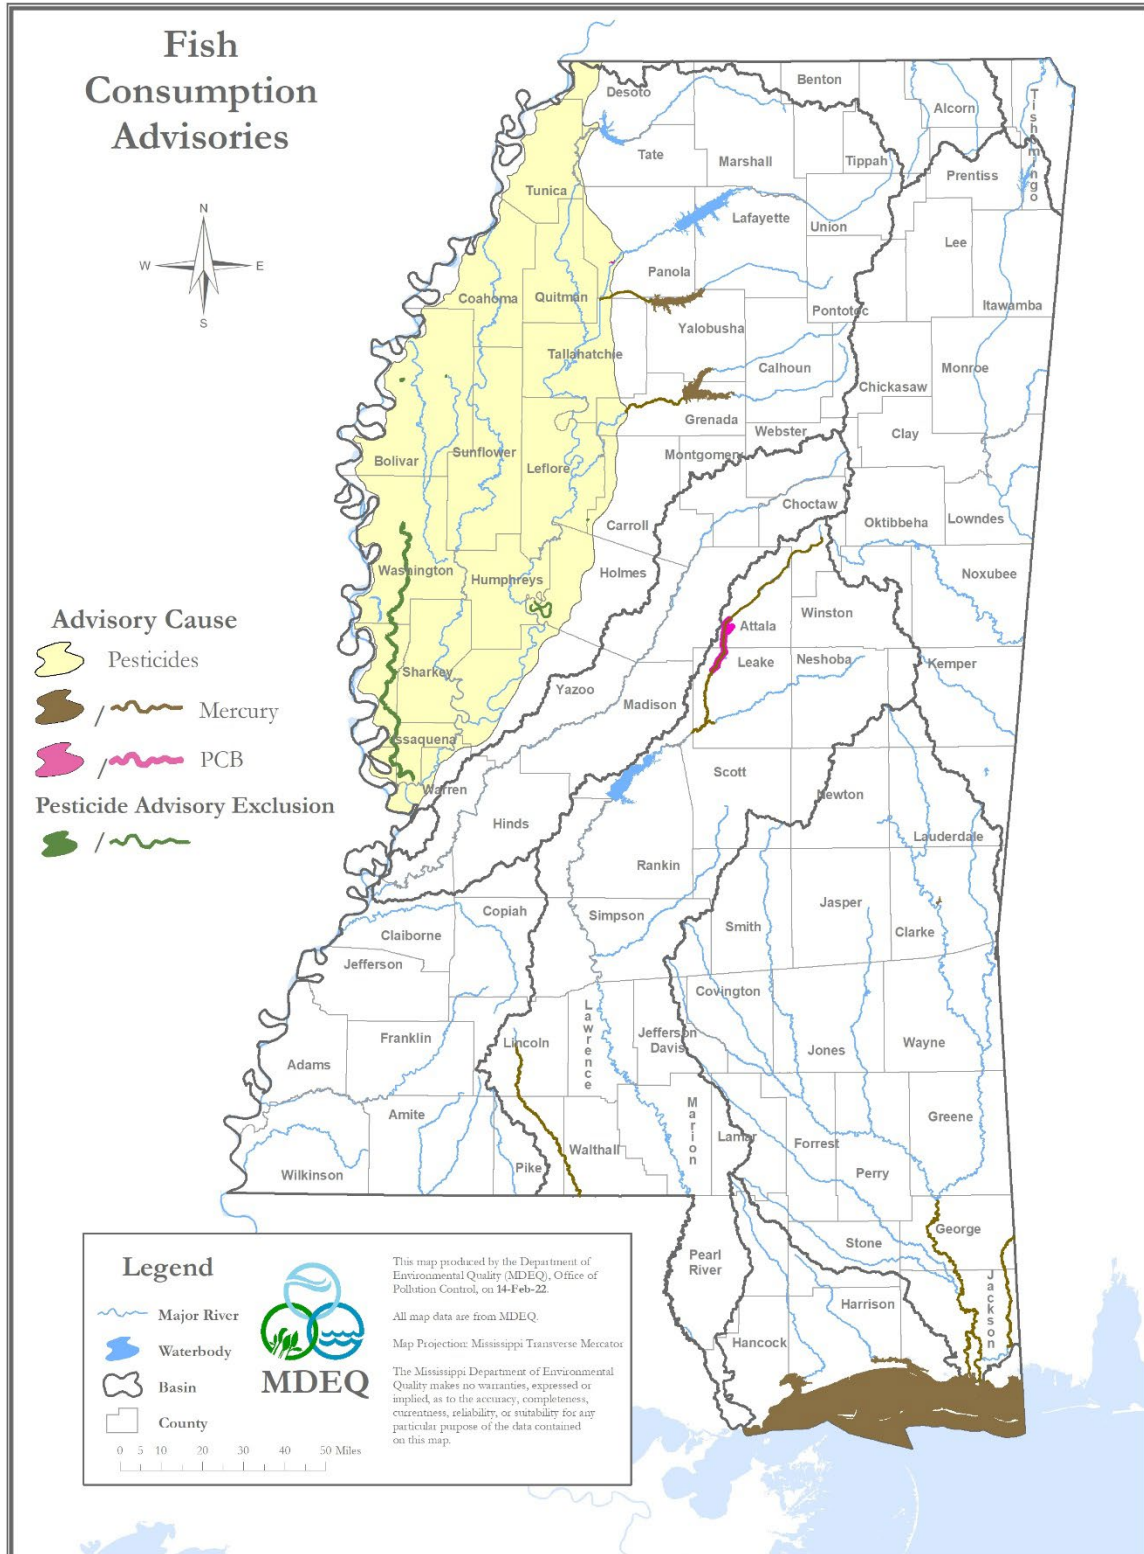 Fish
Consumption
Advisories
N
W
E
S
Desoto
Benton
Alcorn
Tishomingo
Tate
Marshall
Tippah
Prentiss
Tunica
Lafayette
Union
Lee
Panola
Coahoma
Quitman
Pontotoc
Itawamba
Yalobusha
Tallahatchie
Calhoun
Chickasaw
Monroe
Grenada
Webster
Clay
Bolivar
Sunflower
Leflore
Montgomery
Choctaw
Carroll
Oktibbeha
Lowndes
Washington
Humphreys
Holmes
Noxubee
Winston
Attala
Sharkey
Leake
Neshoba
Kemper
Yazoo
Madison
Issaquena
Scott
Newton
Warren
Hinds
Lauderdale
Rankin
Copiah
Simpson
Smith
Jasper
Clarke
Claiborne
Jefferson
Covington
Lawrence
Jefferson
Davis
Franklin
Lincoln
Jones
Wayne
Adams
Amite
Marion
Greene
Walthall
Lamar
Forrest
Perry
Wilkinson
Pike
George
Stone
Pearl
River
Jackson
Harrison
Hancock
Advisory Cause
Pesticides
/ Mercury
/ PCB
Pesticide Advisory Exclusion
/
Legend
Major River
Waterbody
Basin
County
0 5 10 20 30 40 50 Miles
MDEQ
This map produced by the Department of
Environmental Quality (MDEQ), Office of
Pollution Control, on 14-Feb-22.
All map data are from MDEQ.
Map Projection: Mississippi Transverse Mercator
The Mississippi Department of Environmental
Quality makes no warranties, expressed or
implied, as to the accuracy, completeness,
currentness, reliability, or suitability for any
particular purpose of the data contained
on this map.